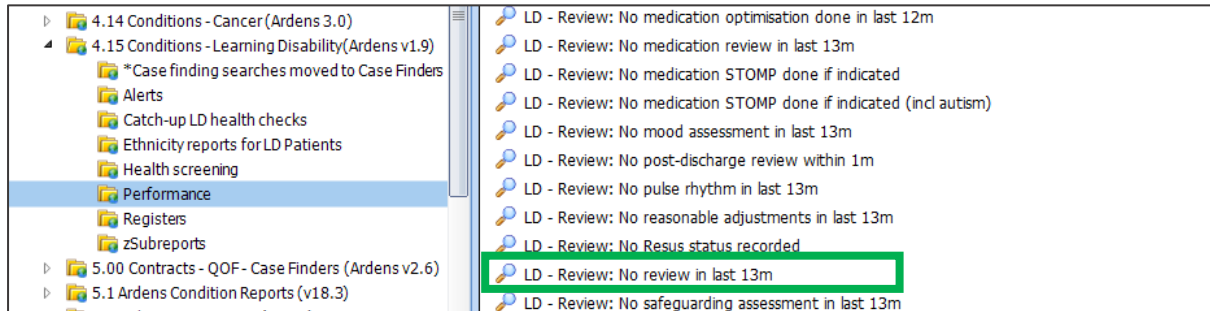 4.14 Conditions - Cancer (Ardens 3.0)
4.15 Conditions - Learning Disability(Ardens v1.9)
*Case finding searches moved to Case Finders
Alerts
Catch-up LD health checks
Ethnicity reports for LD Patients
Health screening
Performance
Registers
zSubreports
5.00 Contracts - QOF - Case Finders (Ardens v2.6)
5.1 Ardens Condition Reports (v18.3)
LD - Review: No medication optimisation done in last 12m
LD - Review: No medication review in last 13m
LD - Review: No medication STOMP done if indicated
LD - Review: No medication STOMP done if indicated (incl autism)
LD - Review: No mood assessment in last 13m
LD - Review: No post-discharge review within 1m
LD - Review: No pulse rhythm in last 13m
LD - Review: No reasonable adjustments in last 13m
LD - Review: No Resus status recorded
LD - Review: No review in last 13m
LD - Review: No safeguarding assessment in last 13m